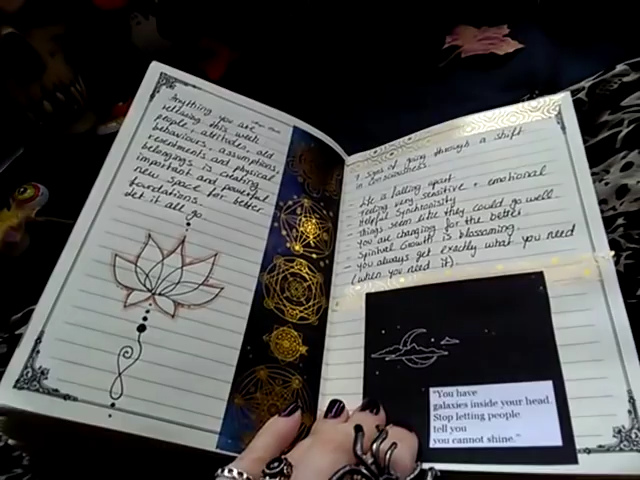 Anything you are
releasing this week
people, attitudes, old
behaviours, assumptions,
resentments and physical
belongings is creating
important and powerful
new space for better
foundations.
Let it all go
signs of going through a shift
in consciousness
- Life is falling apart
- Feeling very sensitive + emotional
- Helpful synchronicity
- Things seem like they could go well
- You are changing for the better
- Spiritual Growth is blossoming.
- You always get exactly what you need
(when you need it)
"You have
galaxies inside your head.
Stop letting people
tell you
you cannot shine."